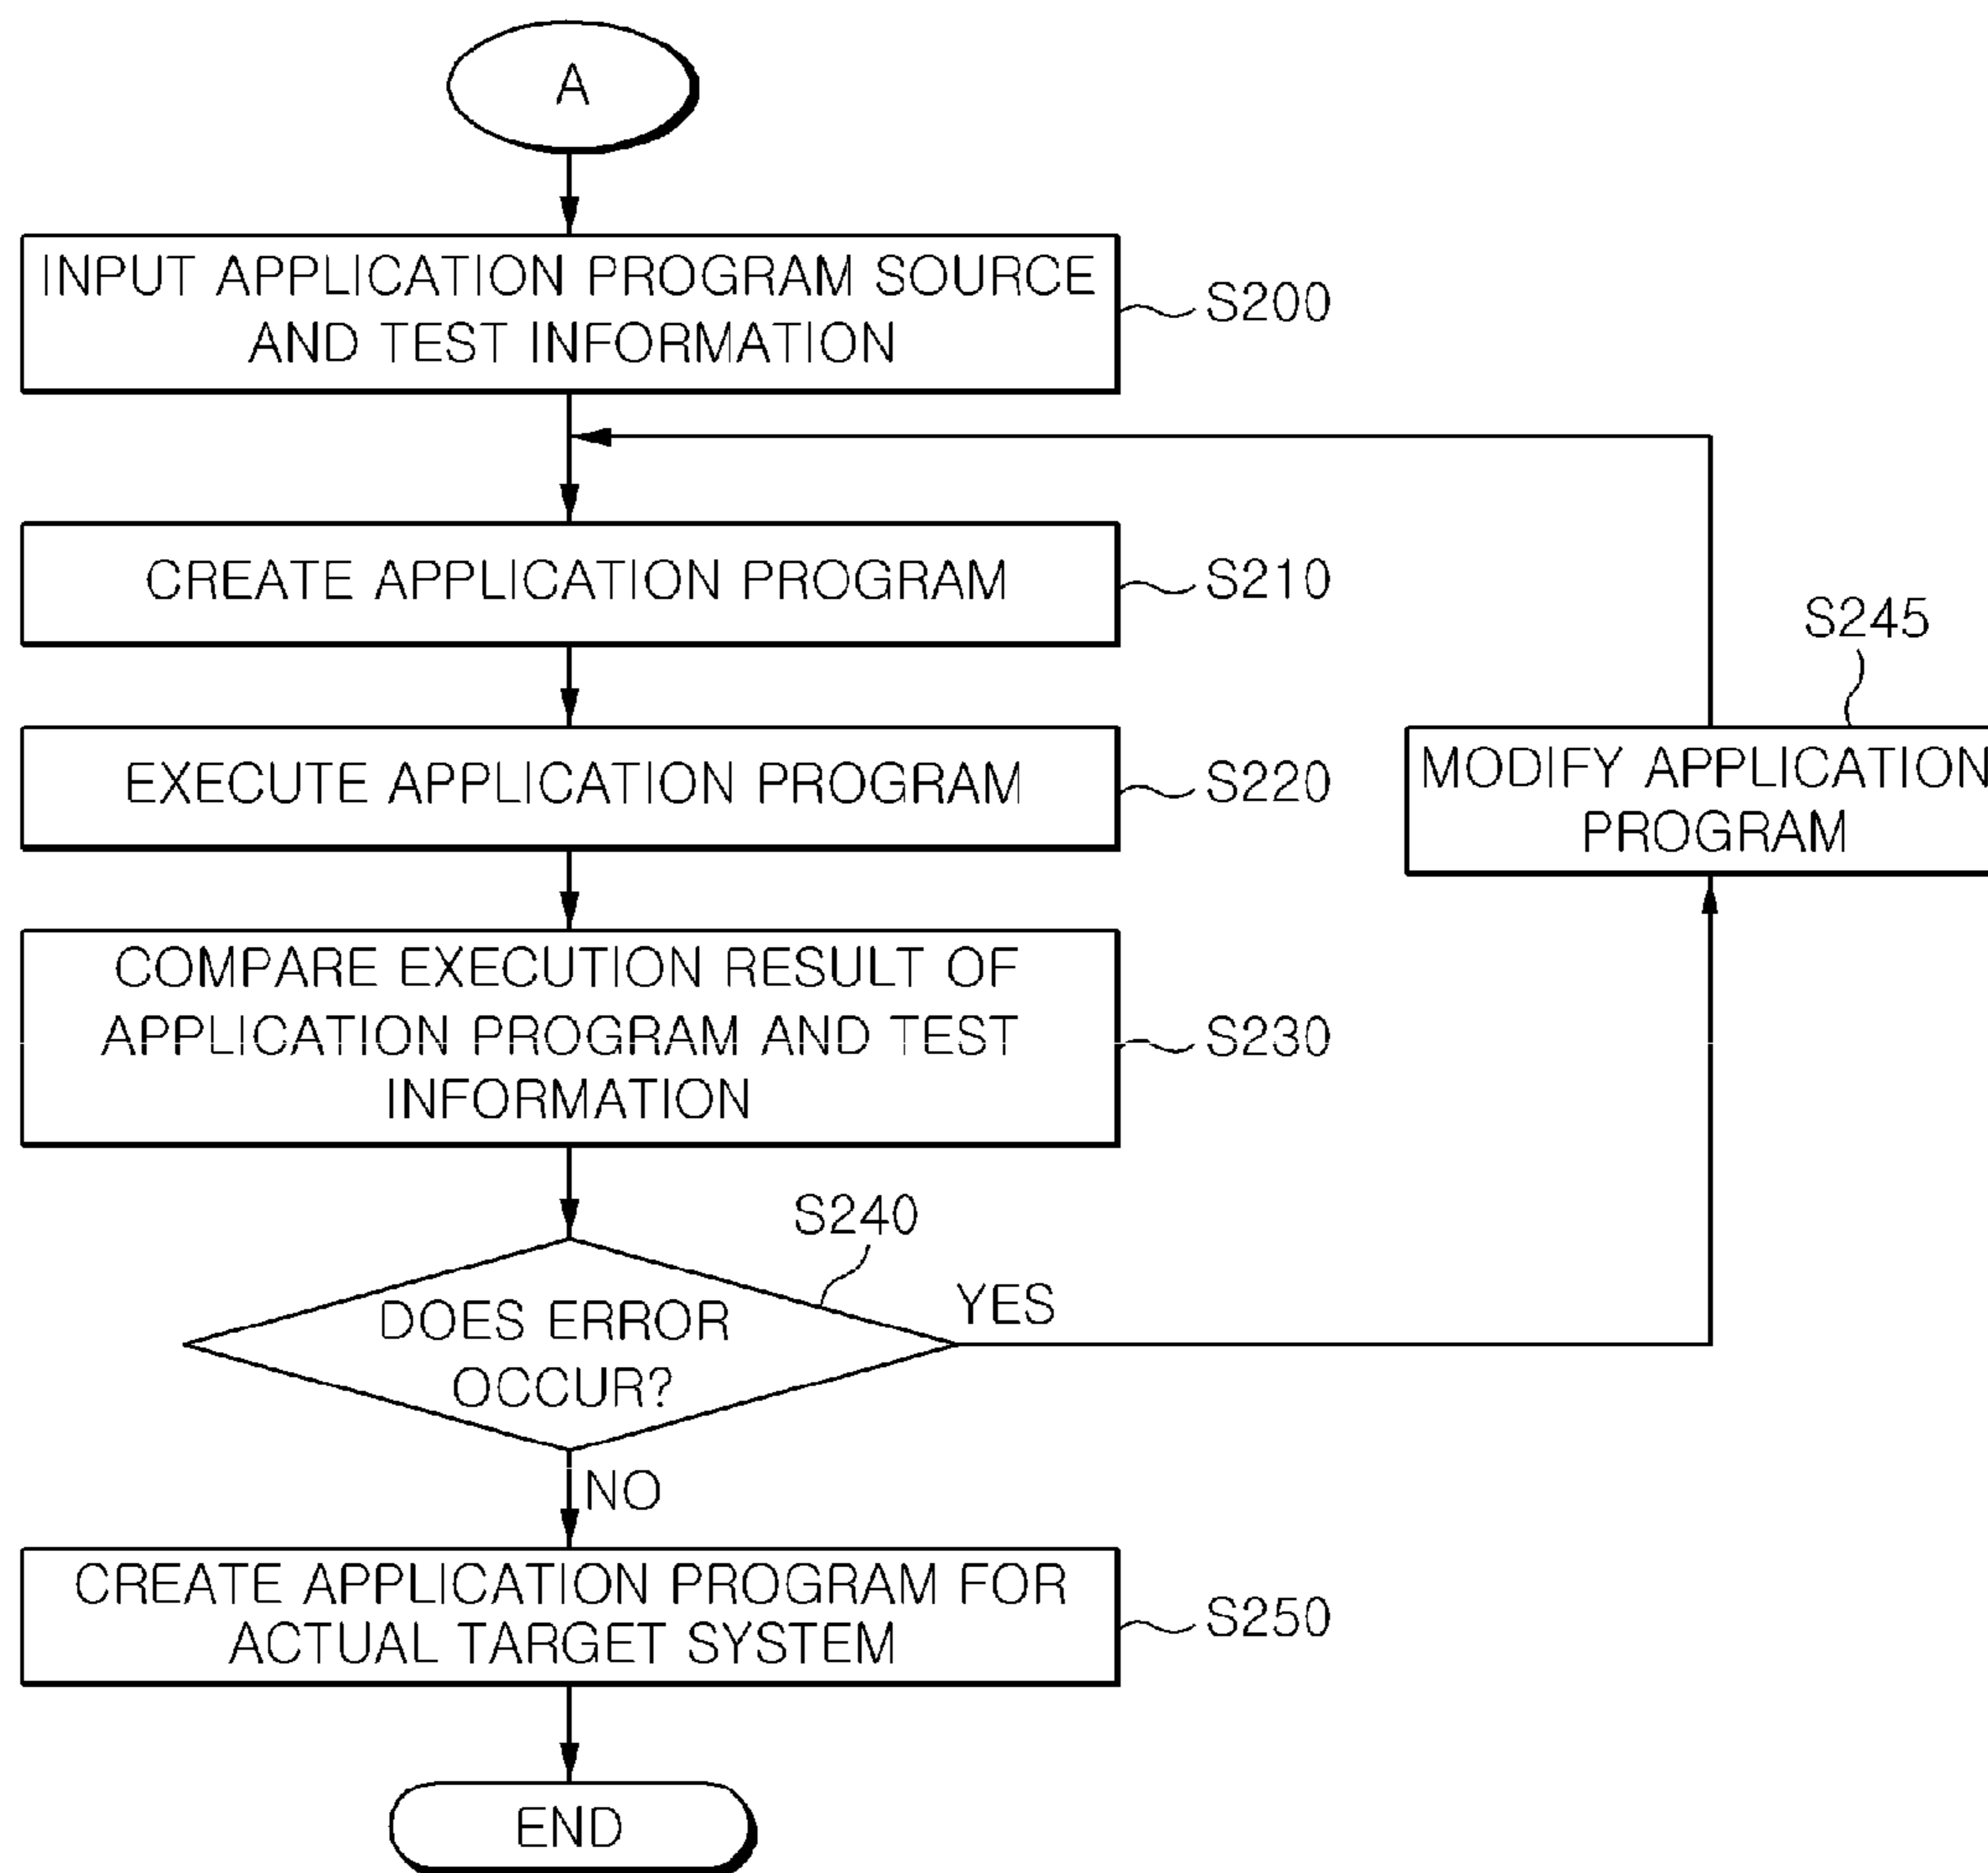 A
INPUT APPLICATION PROGRAM SOURCE
AND TEST INFORMATION
S200
CREATE APPLICATION PROGRAM
S210
S245
EXECUTE APPLICATION PROGRAM
S220
MODIFY APPLICATION
PROGRAM
COMPARE EXECUTION RESULT OF
APPLICATION PROGRAM AND TEST
INFORMATION
S230
S240
DOES ERROR
OCCUR?
YES
NO
CREATE APPLICATION PROGRAM FOR
ACTUAL TARGET SYSTEM
S250
END